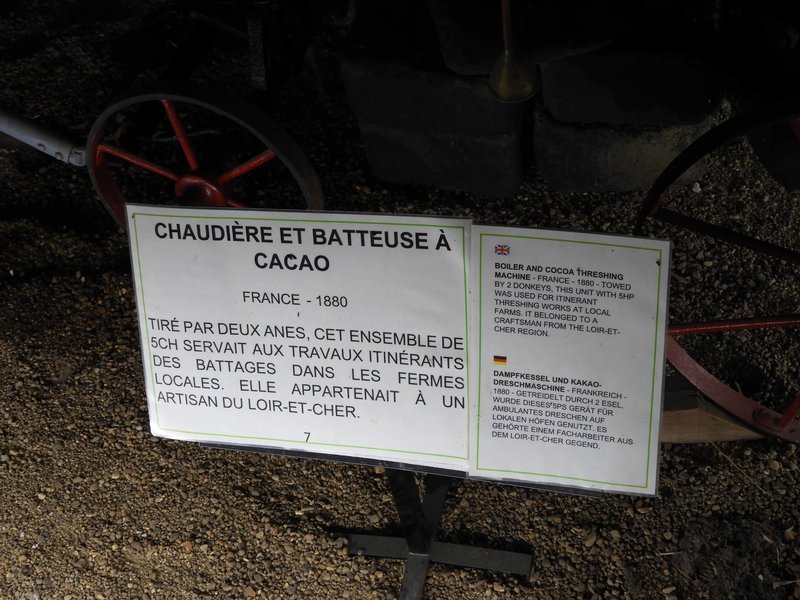 CHAUDIÈRE ET BATTEUSE À
CACAO
FRANCE - 1880
TIRÉ PAR DEUX ANES, CET ENSEMBLE DE
5CH SERVAIT AUX TRAVAUX ITINÉRANTS
DES BATTAGES DANS LES FERMES
LOCALES. ELLE APPARTENAIT À UN
ARTISAN DU LOIR-ET-CHER.
7
BOILER AND COCOA THRESHING
MACHINE - FRANCE - 1880 - TOWED
BY 2 DONKEYS, THIS UNIT WITH 5HP
WAS USED FOR ITINERANT
THRESHING WORKS AT LOCAL
FARMS. IT BELONGED TO A
CRAFTSMAN FROM THE LOIR-ET-
CHER REGION.
DAMPFKESSEL UND KAKAO-
DRESCHMASCHINE - FRANKREICH -
1880 - GETREIDELT DURCH 2 ESEL,
WURDE DIESES 5PS GERÄT FÜR
AMBULANTES DRESCHEN AUF
LOKALEN HÖFEN GENUTZT. ES
GEHÖRTE EINEM FACHARBEITER AUS
DEM LOIR-ET-CHER GEGEND.